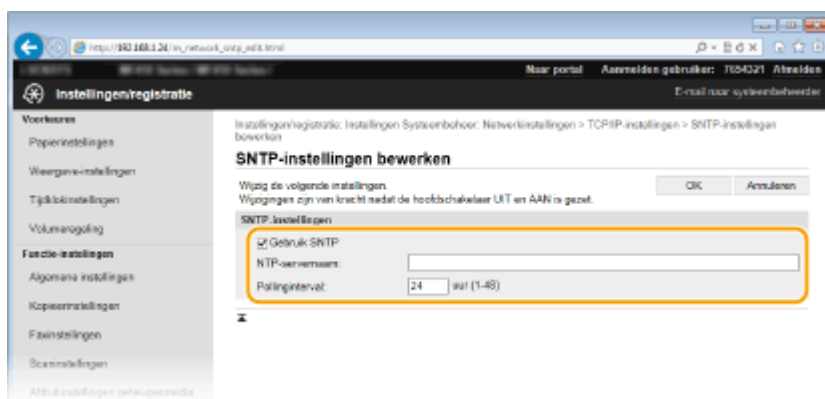 http://192.168.1.24/m_network_sntp_edit.html
Naar portal Aanmelden gebruiker: 7654321 Afmelden
Instellingen/registratie
E-mail naar systeembeheerder
Voorkeuren
Papierinstellingen
Weergave-instellingen
Tijdklokinstellingen
Volumeregeling
Functie-instellingen
Algemene instellingen
Kopieerinstellingen
Faxinstellingen
Scaninstellingen
Afdrukinstellingen geheugenmedia
Instellingen/registratie: Instellingen Systeembeheer: Netwerkinstellingen > TCP/IP-instellingen > SNTP-instellingen
bewerken
SNTP-instellingen bewerken
Wijzig de volgende instellingen.
Wijzigingen zijn van kracht nadat de hoofdschakelaar UIT en AAN is gezet.
OK Annuleren
SNTP-instellingen
Gebruik SNTP
NTP-servernaam:
Pollinginterval: 24 uur (1-48)